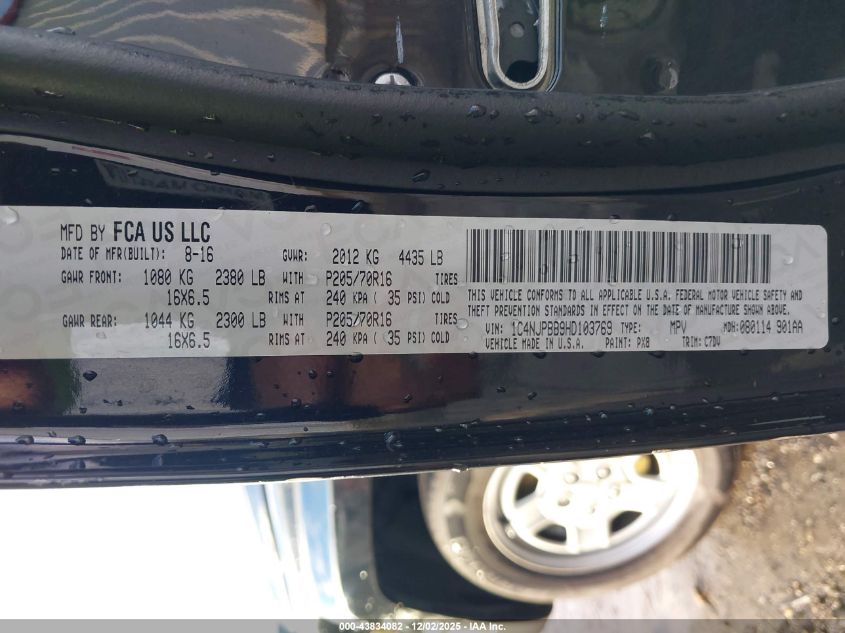 MFD BY FCA US LLC
DATE OF MFR(BUILT): 8-16 GVWR: 2012 KG 4435 LB
GAWR FRONT: 1080 KG 2380 LB WITH P205/70R16 TIRES
16X6.5 RIMS AT 240 KPA ( 35 PSI) COLD
GAWR REAR: 1044 KG 2300 LB WITH P205/70R16 TIRES
16X6.5 RIMS AT 240 KPA ( 35 PSI) COLD
THIS VEHICLE CONFORMS TO ALL APPLICABLE U.S.A. FEDERAL MOTOR VEHICLE SAFETY AND
THEFT PREVENTION STANDARDS IN EFFECT ON THE DATE OF MANUFACTURE SHOWN ABOVE.
VIN: 1C4NJPBB9HD103769 TYPE: MPV MDH: 080114 901AA
VEHICLE MADE IN U.S.A. PAINT: PX8 TRIM: C7DV
000-43834082 - 12/02/2025 - IAA Inc.